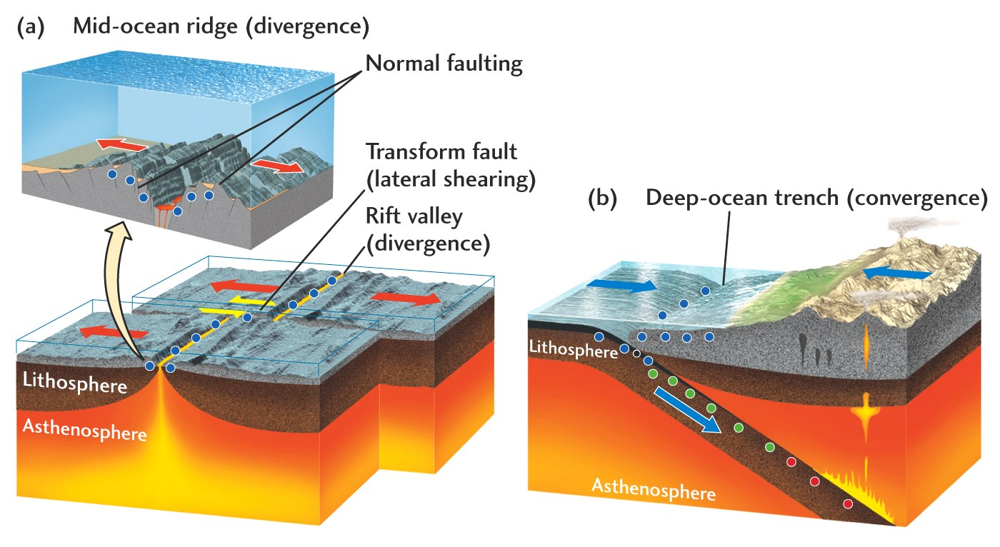 (a) Mid-ocean ridge (divergence)
Normal faulting
Transform fault
(lateral shearing)
Rift valley
(divergence)
Lithosphere
Asthenosphere
(b) Deep-ocean trench (convergence)
Lithosphere
Asthenosphere